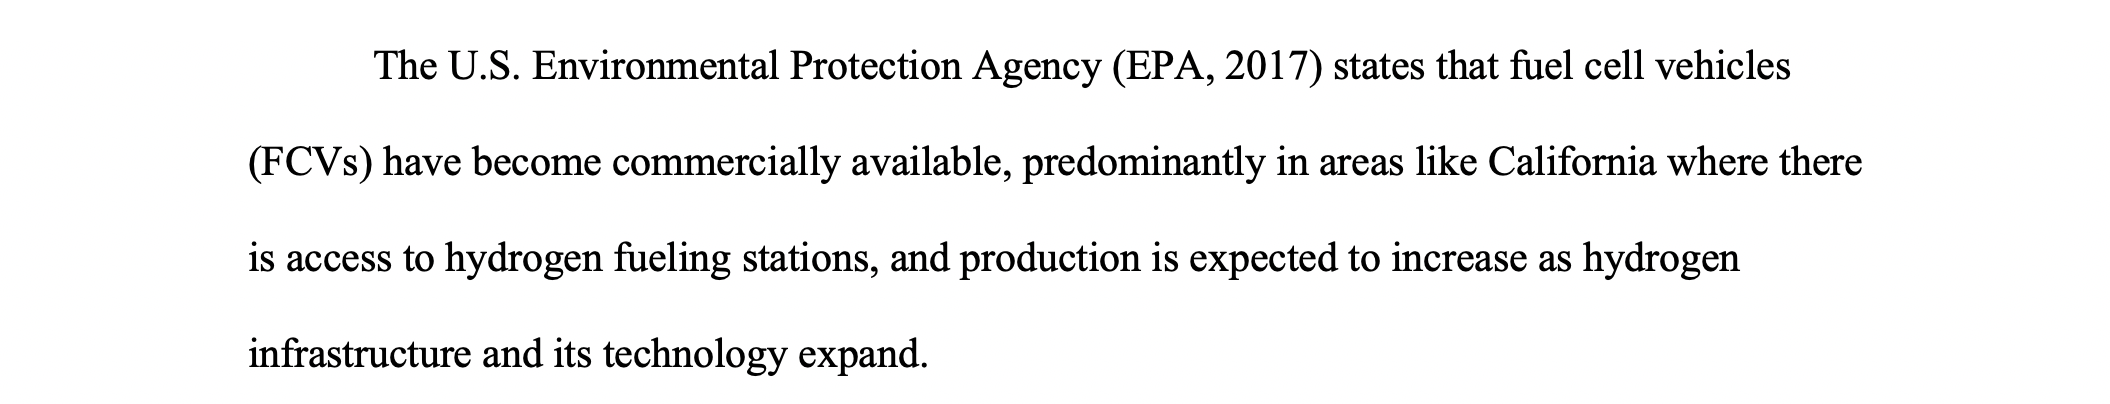 The U.S. Environmental Protection Agency (EPA, 2017) states that fuel cell vehicles
(FCVs) have become commercially available, predominantly in areas like California where there
is access to hydrogen fueling stations, and production is expected to increase as hydrogen
infrastructure and its technology expand.